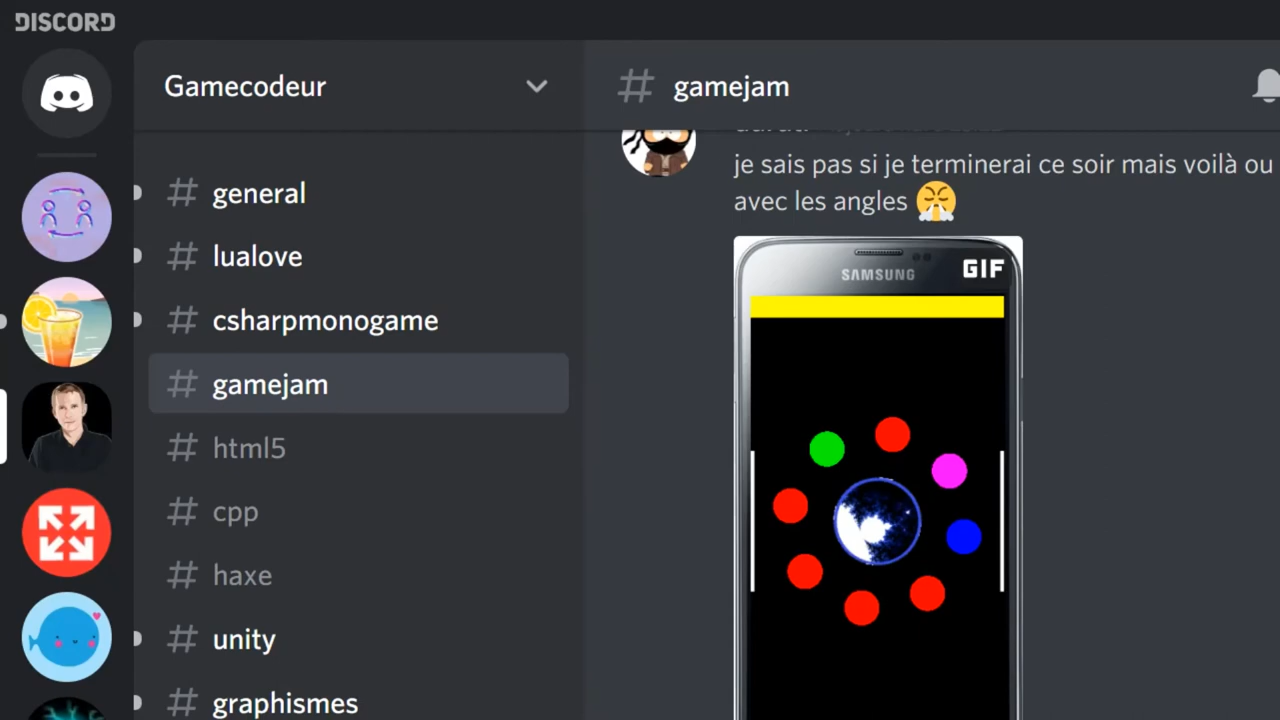 DISCORD
Gamecodeur
gamejam
general
lualove
csharpmonogame
gamejam
html5
cpp
haxe
unity
graphismes
je sais pas si je terminerai ce soir mais voilà ou
avec les angles
SAMSUNG
GIF